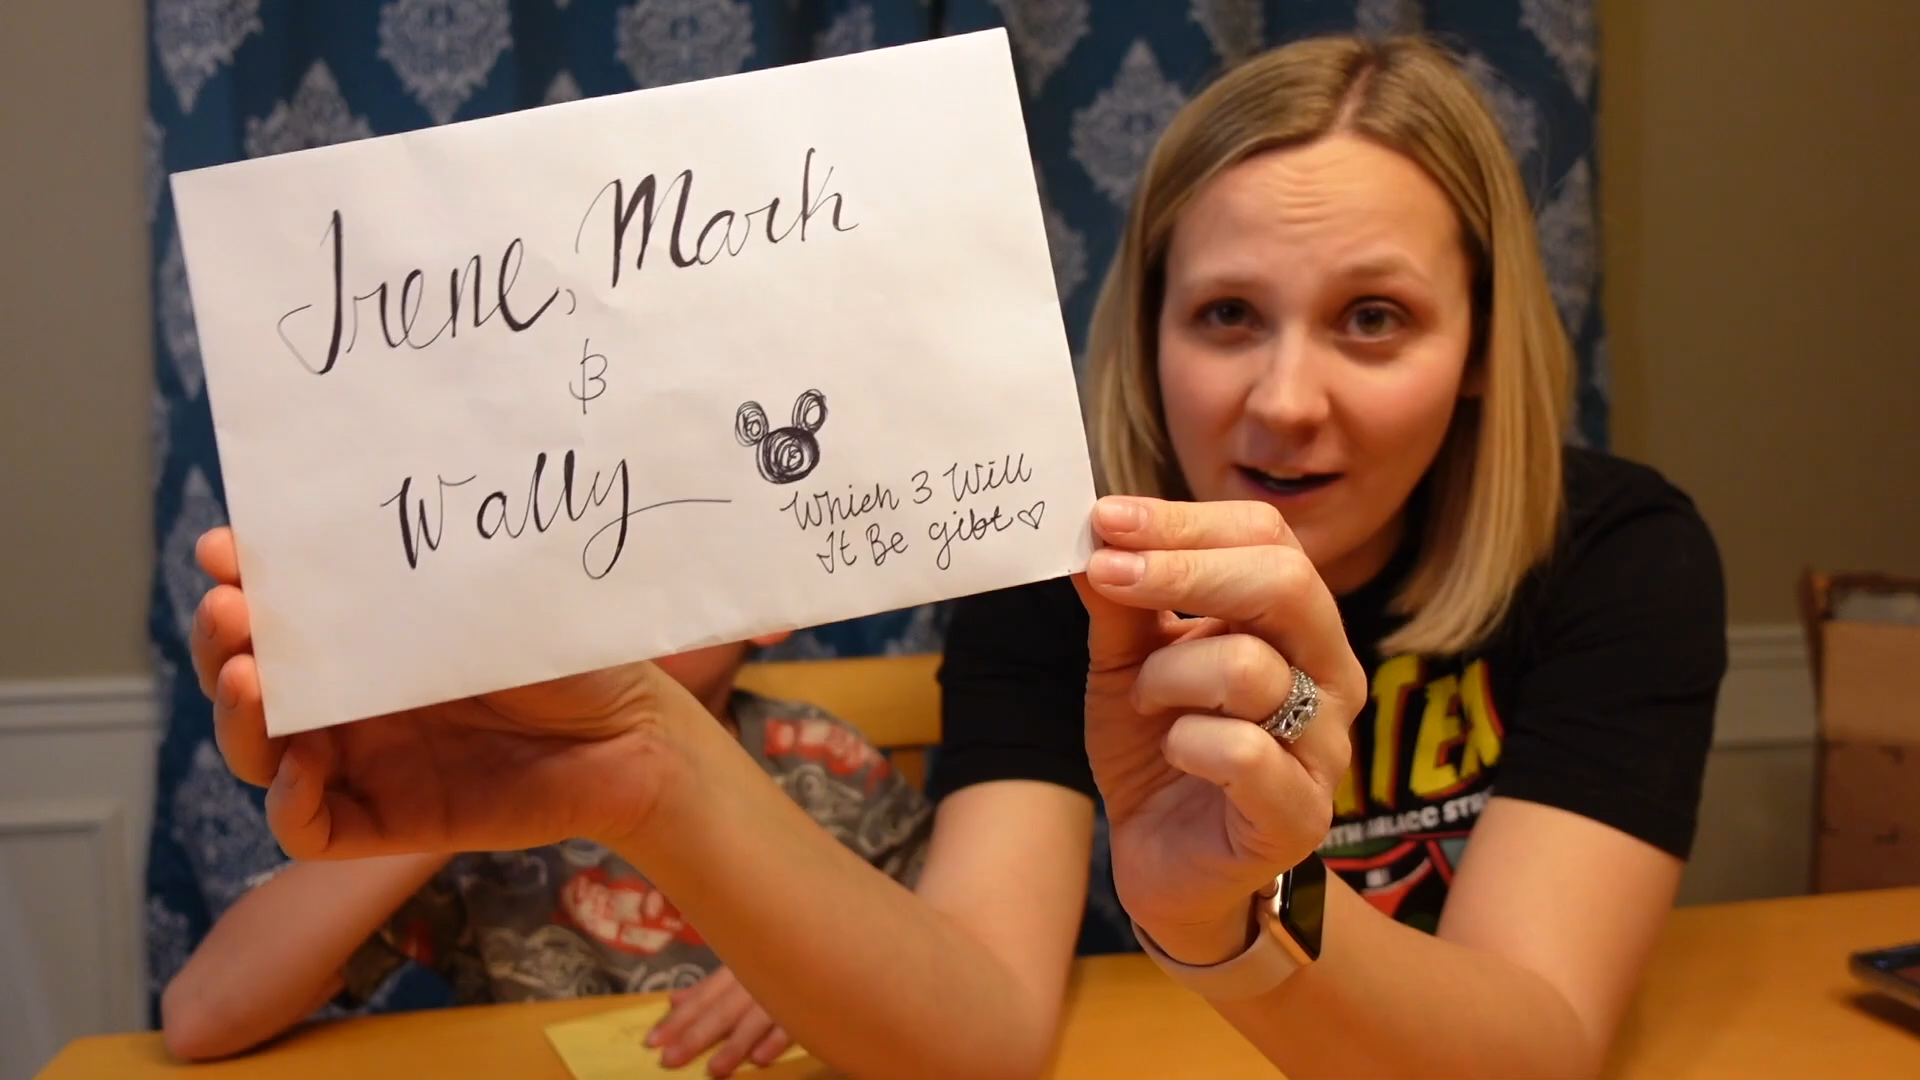 Irene, Mark
&
Wally
Which 3 Will
It Be gibt ♡